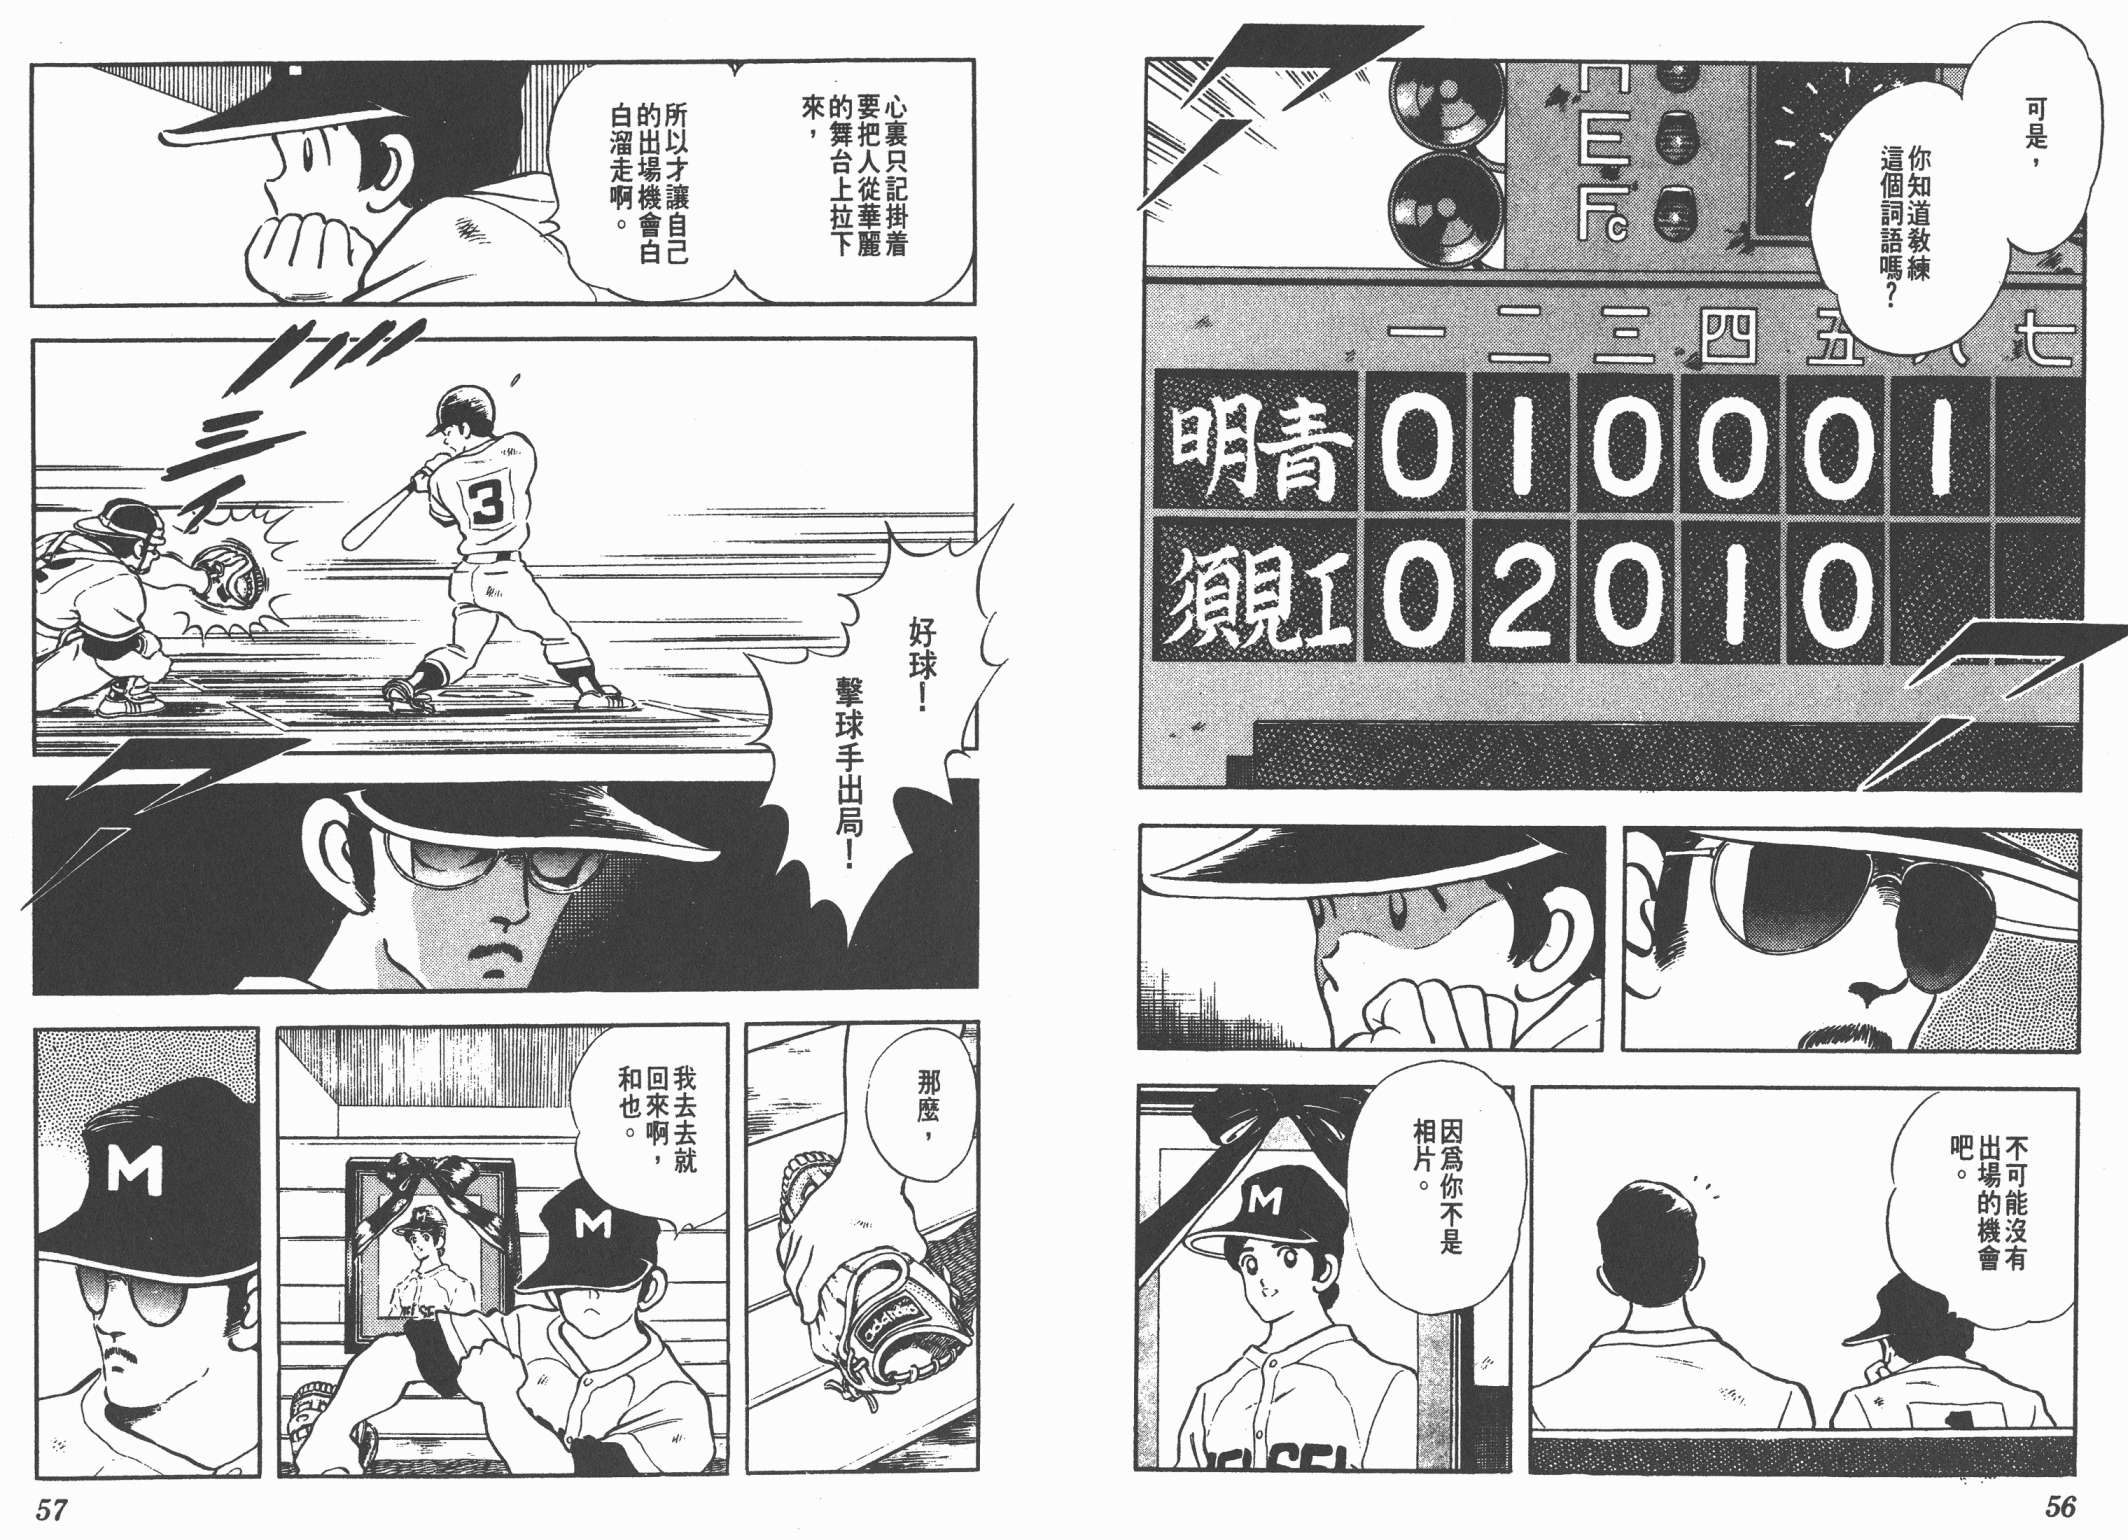 可是，
你知道教練
這個詞語嗎？
H
E
Fc
一 二 三 四 五 六 七
明青 0 1 0 0 0 1
須見工 0 2 0 1 0
不可能沒有
出場的機會
吧。
因為你不是
相片。
M
56
心裏只記掛着
要把人從華麗
的舞台上拉下
來，
所以才讓自己
的出場機會白
白溜走啊。
3
好球！
擊球手出局！
那麼，
adidas
我去去就
回來啊，
和也。
M
M
M
57